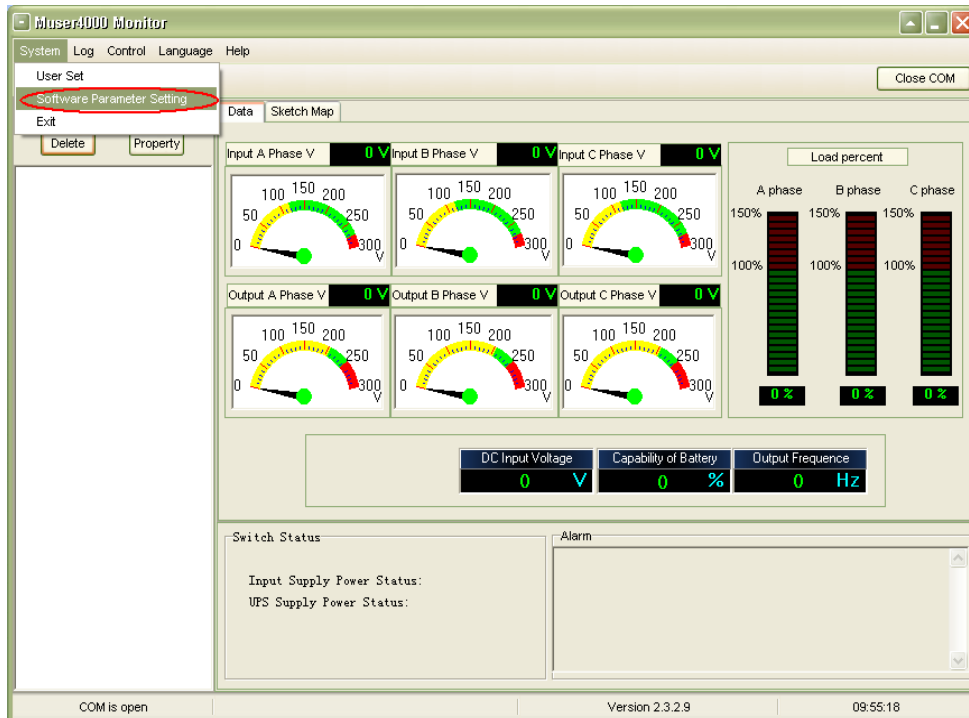 Muser4000 Monitor
System Log Control Language Help
User Set
Software Parameter Setting
Exit
Close COM
Delete Property
Data Sketch Map
Input A Phase V 0 V Input B Phase V 0 V Input C Phase V 0 V
0 50 100 150 200 250 300 V
0 50 100 150 200 250 300 V
0 50 100 150 200 250 300 V
Output A Phase V 0 V Output B Phase V 0 V Output C Phase V 0 V
0 50 100 150 200 250 300 V
0 50 100 150 200 250 300 V
0 50 100 150 200 250 300 V
Load percent
A phase B phase C phase
150% 150% 150%
100% 100% 100%
0 % 0 % 0 %
DC Input Voltage Capability of Battery Output Frequence
0 V 0 % 0 Hz
Switch Status
Input Supply Power Status:
UPS Supply Power Status:
Alarm
COM is open Version 2.3.2.9 09:55:18